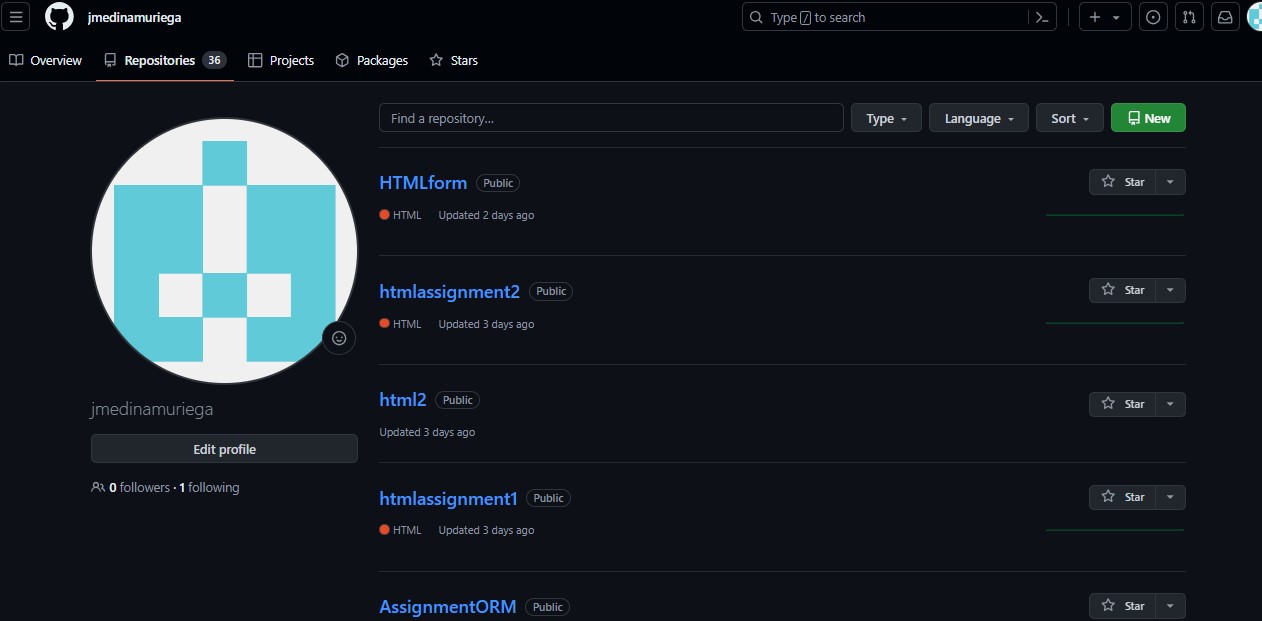 jmedinamuriega
Type / to search
Overview Repositories 36 Projects Packages Stars
Find a repository... Type Language Sort New
HTMLform Public Star
HTML Updated 2 days ago
htmlassignment2 Public Star
HTML Updated 3 days ago
html2 Public Star
Updated 3 days ago
jmedinamuriega
Edit profile
0 followers · 1 following
htmlassignment1 Public Star
HTML Updated 3 days ago
AssignmentORM Public Star